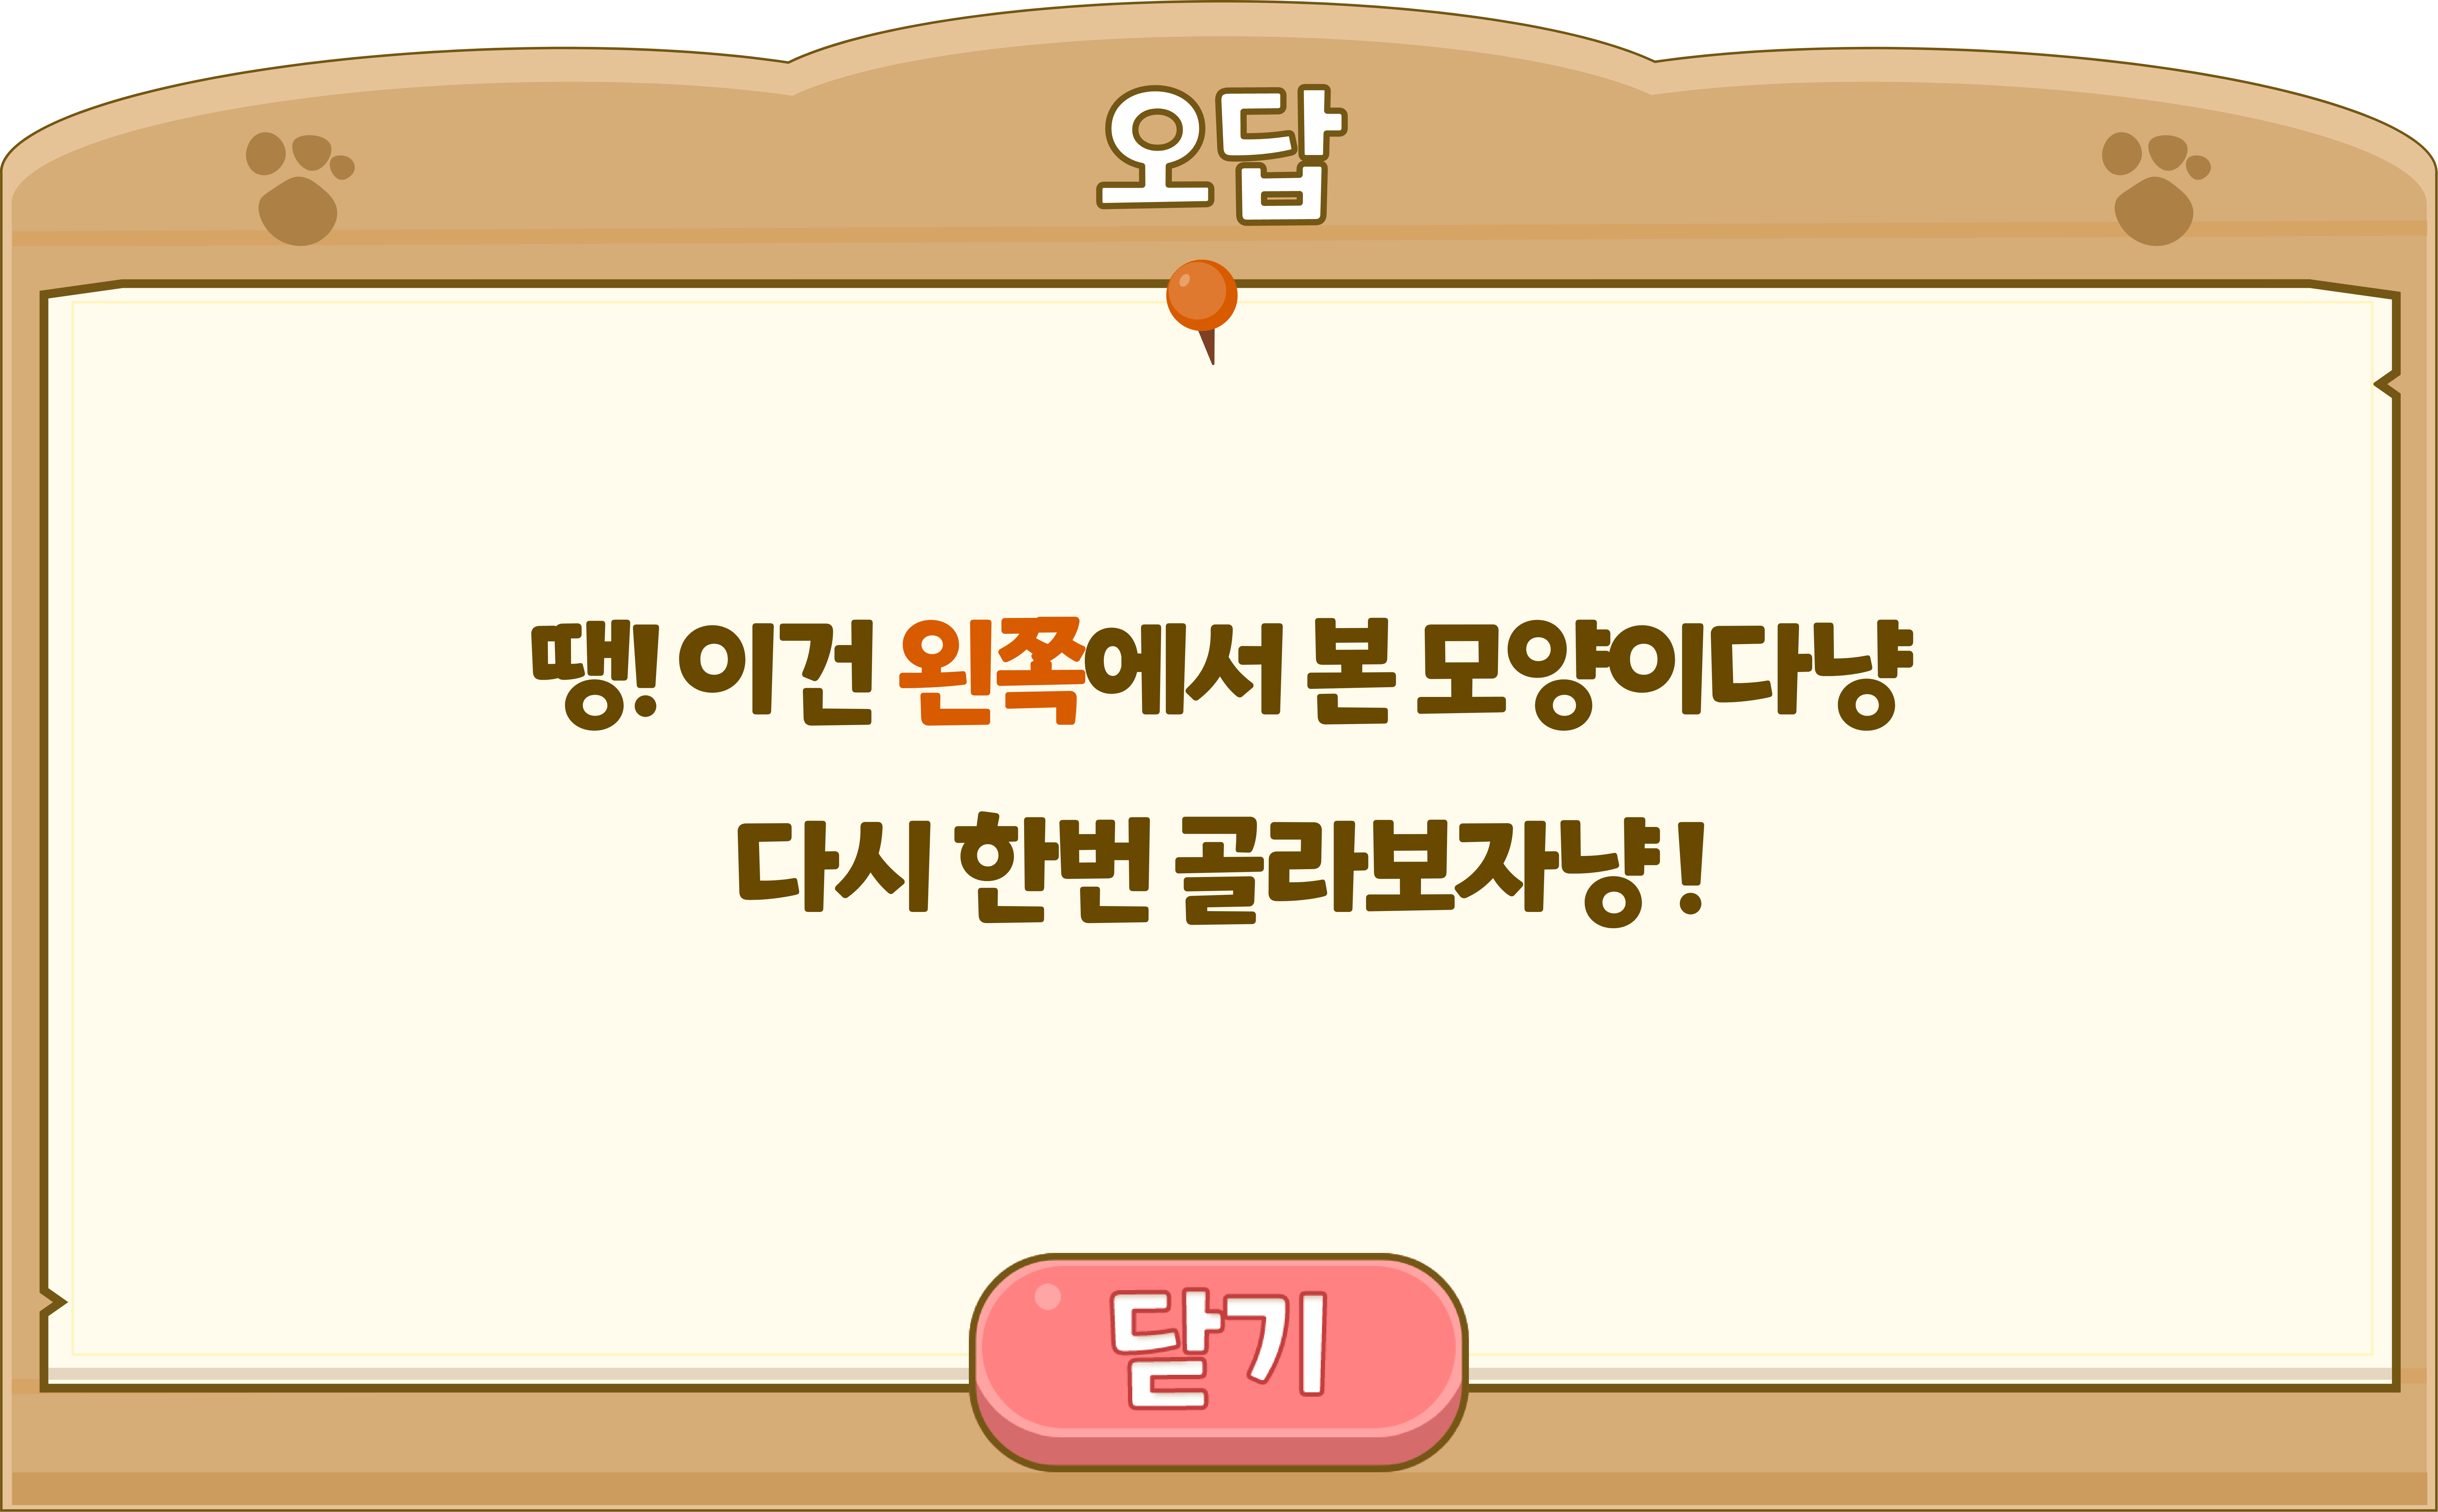 오답
땡! 이건 왼쪽에서 본 모양이다냥
다시 한번 골라보자냥!
닫기